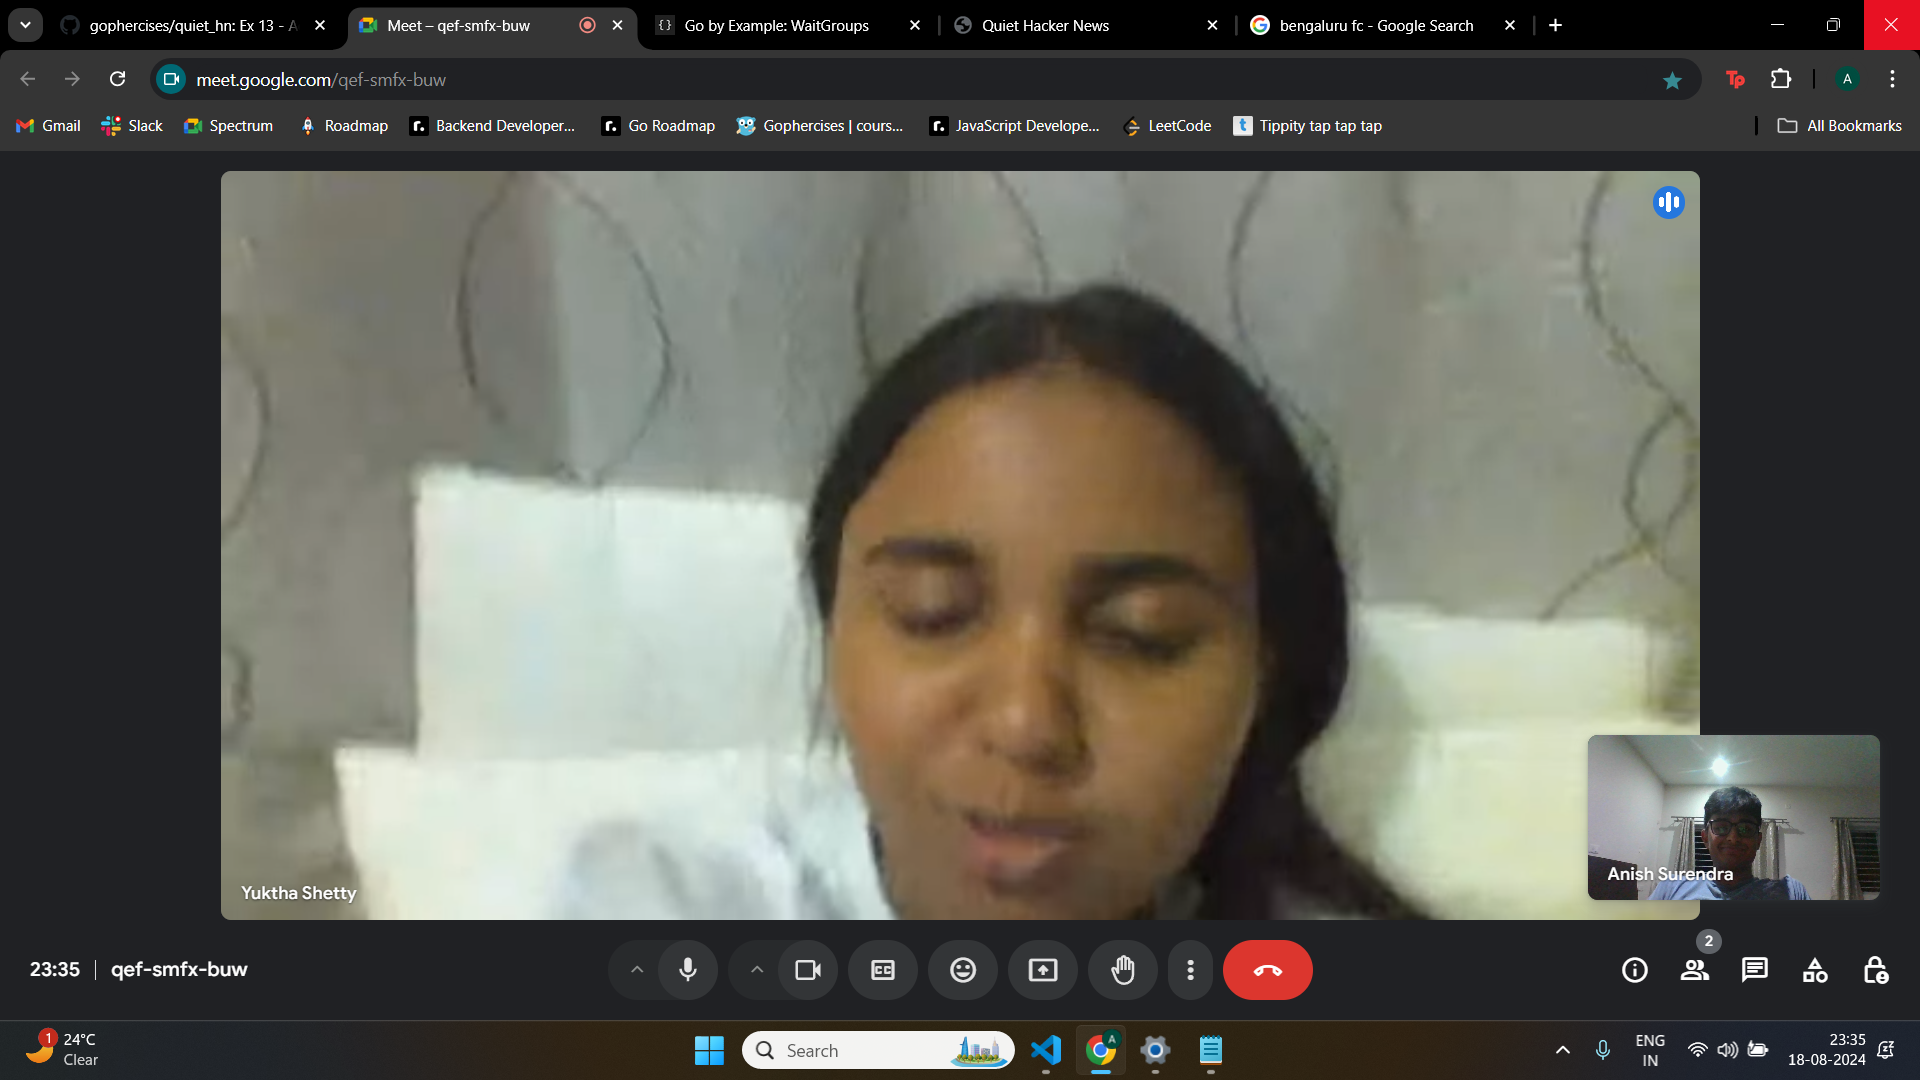 gophercises/quiet_hn: Ex 13 - A
Meet – qef-smfx-buw
Go by Example: WaitGroups
Quiet Hacker News
bengaluru fc - Google Search
meet.google.com/qef-smfx-buw
Tp
A
Gmail
Slack
Spectrum
Roadmap
r.
Backend Developer...
r.
Go Roadmap
Gophercises | cours...
r.
JavaScript Develope...
LeetCode
t
Tippity tap tap tap
All Bookmarks
Yuktha Shetty
Anish Surendra
23:35
qef-smfx-buw
CC
2
1
24°C
Clear
Search
A
ENG
IN
23:35
18-08-2024